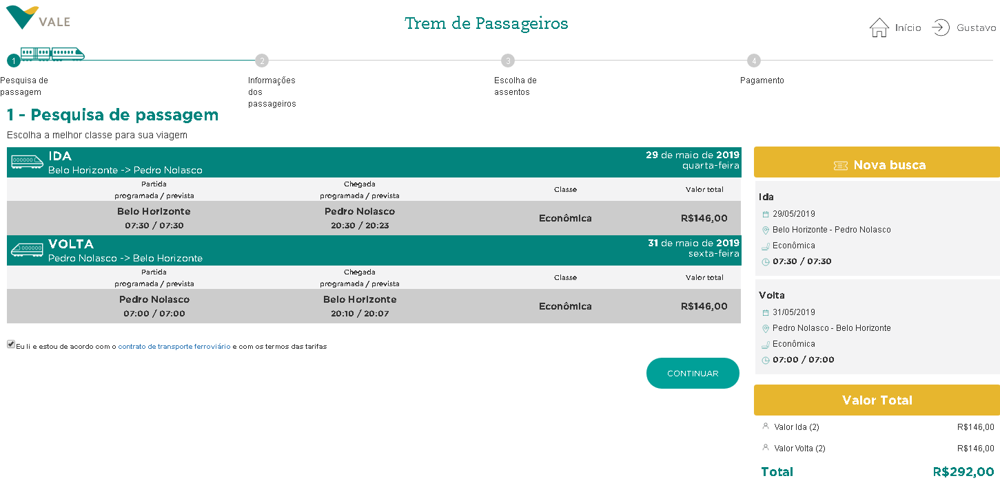 VALE
Trem de Passageiros
Início
Gustavo
1
2
3
4
Pesquisa de
passagem
Informações
dos
passageiros
Escolha de
assentos
Pagamento
1 - Pesquisa de passagem
Escolha a melhor classe para sua viagem
IDA
Belo Horizonte -> Pedro Nolasco
29 de maio de 2019
quarta-feira
Partida
programada / prevista
Chegada
programada / prevista
Classe
Valor total
Belo Horizonte
07:30 / 07:30
Pedro Nolasco
20:30 / 20:23
Econômica
R$146,00
VOLTA
Pedro Nolasco -> Belo Horizonte
31 de maio de 2019
sexta-feira
Partida
programada / prevista
Chegada
programada / prevista
Classe
Valor total
Pedro Nolasco
07:00 / 07:00
Belo Horizonte
20:10 / 20:07
Econômica
R$146,00
Eu li e estou de acordo com o contrato de transporte ferroviário e com os termos das tarifas
CONTINUAR
Nova busca
Ida
29/05/2019
Belo Horizonte - Pedro Nolasco
Econômica
07:30 / 07:30
Volta
31/05/2019
Pedro Nolasco - Belo Horizonte
Econômica
07:00 / 07:00
Valor Total
Valor Ida (2) R$146,00
Valor Volta (2) R$146,00
Total R$292,00